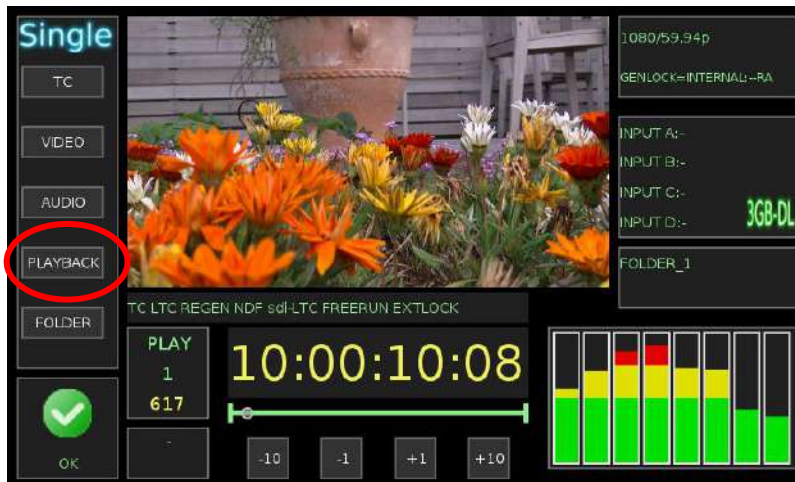 Single
TC
VIDEO
AUDIO
PLAYBACK
FOLDER
OK
1080/59.94p
GENLOCK=INTERNAL:--RA
INPUT A:-
INPUT B:-
INPUT C:-
INPUT D:-
3GB-DL
FOLDER_1
TC LTC REGEN NDF sdI-LTC FREERUN EXTLOCK
PLAY
1
617
10:00:10:08
-
-10
-1
+1
+10